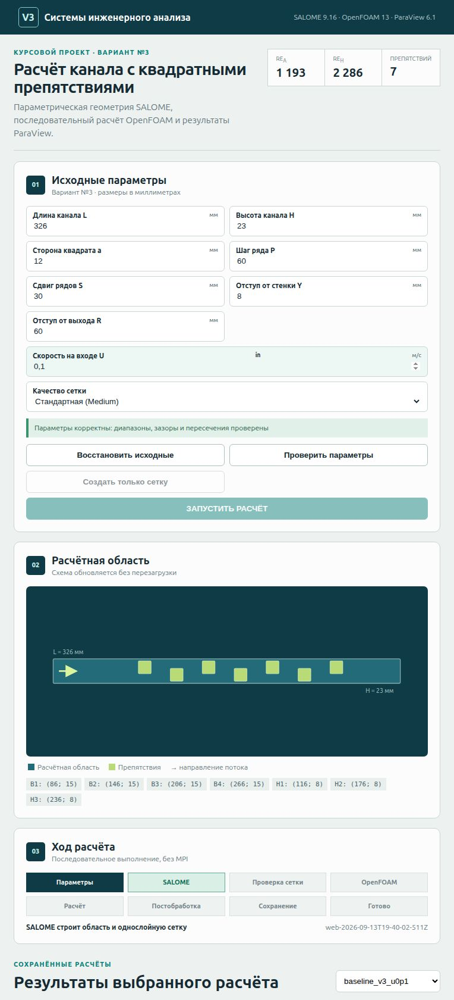 V3 Системы инженерного анализа
SALOME 9.16 · OpenFOAM 13 · ParaView 6.1
КУРСОВОЙ ПРОЕКТ · ВАРИАНТ №3
Расчёт канала с квадратными
препятствиями
Параметрическая геометрия SALOME,
последовательный расчёт OpenFOAM и результаты
ParaView.
REA
1 193
REH
2 286
ПРЕПЯТСТВИЙ
7
01
Исходные параметры
Вариант №3 · размеры в миллиметрах
Длина канала L мм
326
Высота канала H мм
23
Сторона квадрата a мм
12
Шаг ряда P мм
60
Сдвиг рядов S мм
30
Отступ от стенки Y мм
8
Отступ от выхода R мм
60
Скорость на входе U in м/с
0,1
Качество сетки
Стандартная (Medium)
Параметры корректны: диапазоны, зазоры и пересечения проверены
Восстановить исходные
Проверить параметры
Создать только сетку
ЗАПУСТИТЬ РАСЧЁТ
02
Расчётная область
Схема обновляется без перезагрузки
L = 326 мм
H = 23 мм
Расчётная область Препятствия → направление потока
B1: (86; 15) B2: (146; 15) B3: (206; 15) B4: (266; 15) H1: (116; 8) H2: (176; 8)
H3: (236; 8)
03
Ход расчёта
Последовательное выполнение, без MPI
Параметры SALOME Проверка сетки OpenFOAM
Расчёт Постобработка Сохранение Готово
SALOME строит область и однослойную сетку
web-2026-09-13T19-40-02-511Z
СОХРАНЁННЫЕ РАСЧЁТЫ
Результаты выбранного расчёта
baseline_v3_u0p1